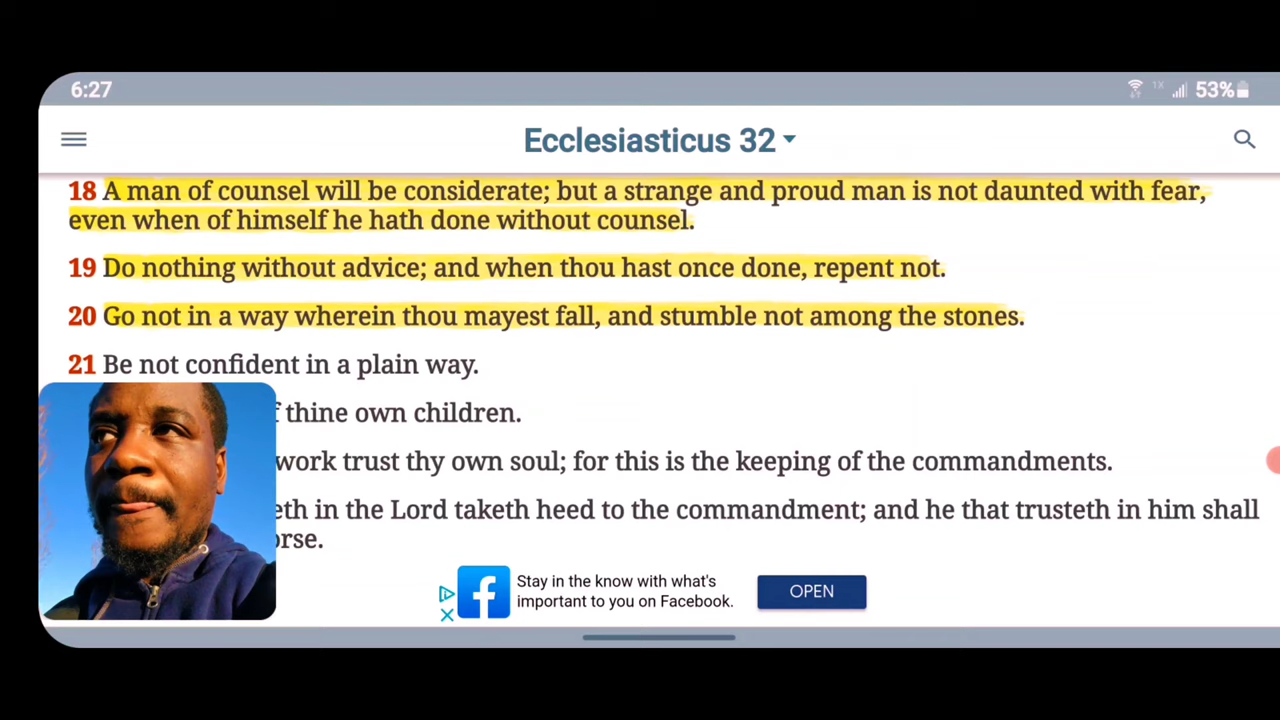 6:27
1X
53%
Ecclesiasticus 32
18 A man of counsel will be considerate; but a strange and proud man is not daunted with fear,
even when of himself he hath done without counsel.
19 Do nothing without advice; and when thou hast once done, repent not.
20 Go not in a way wherein thou mayest fall, and stumble not among the stones.
21 Be not confident in a plain way.
thine own children.
work trust thy own soul; for this is the keeping of the commandments.
in the Lord taketh heed to the commandment; and he that trusteth in him shall
Stay in the know with what's
important to you on Facebook.
OPEN